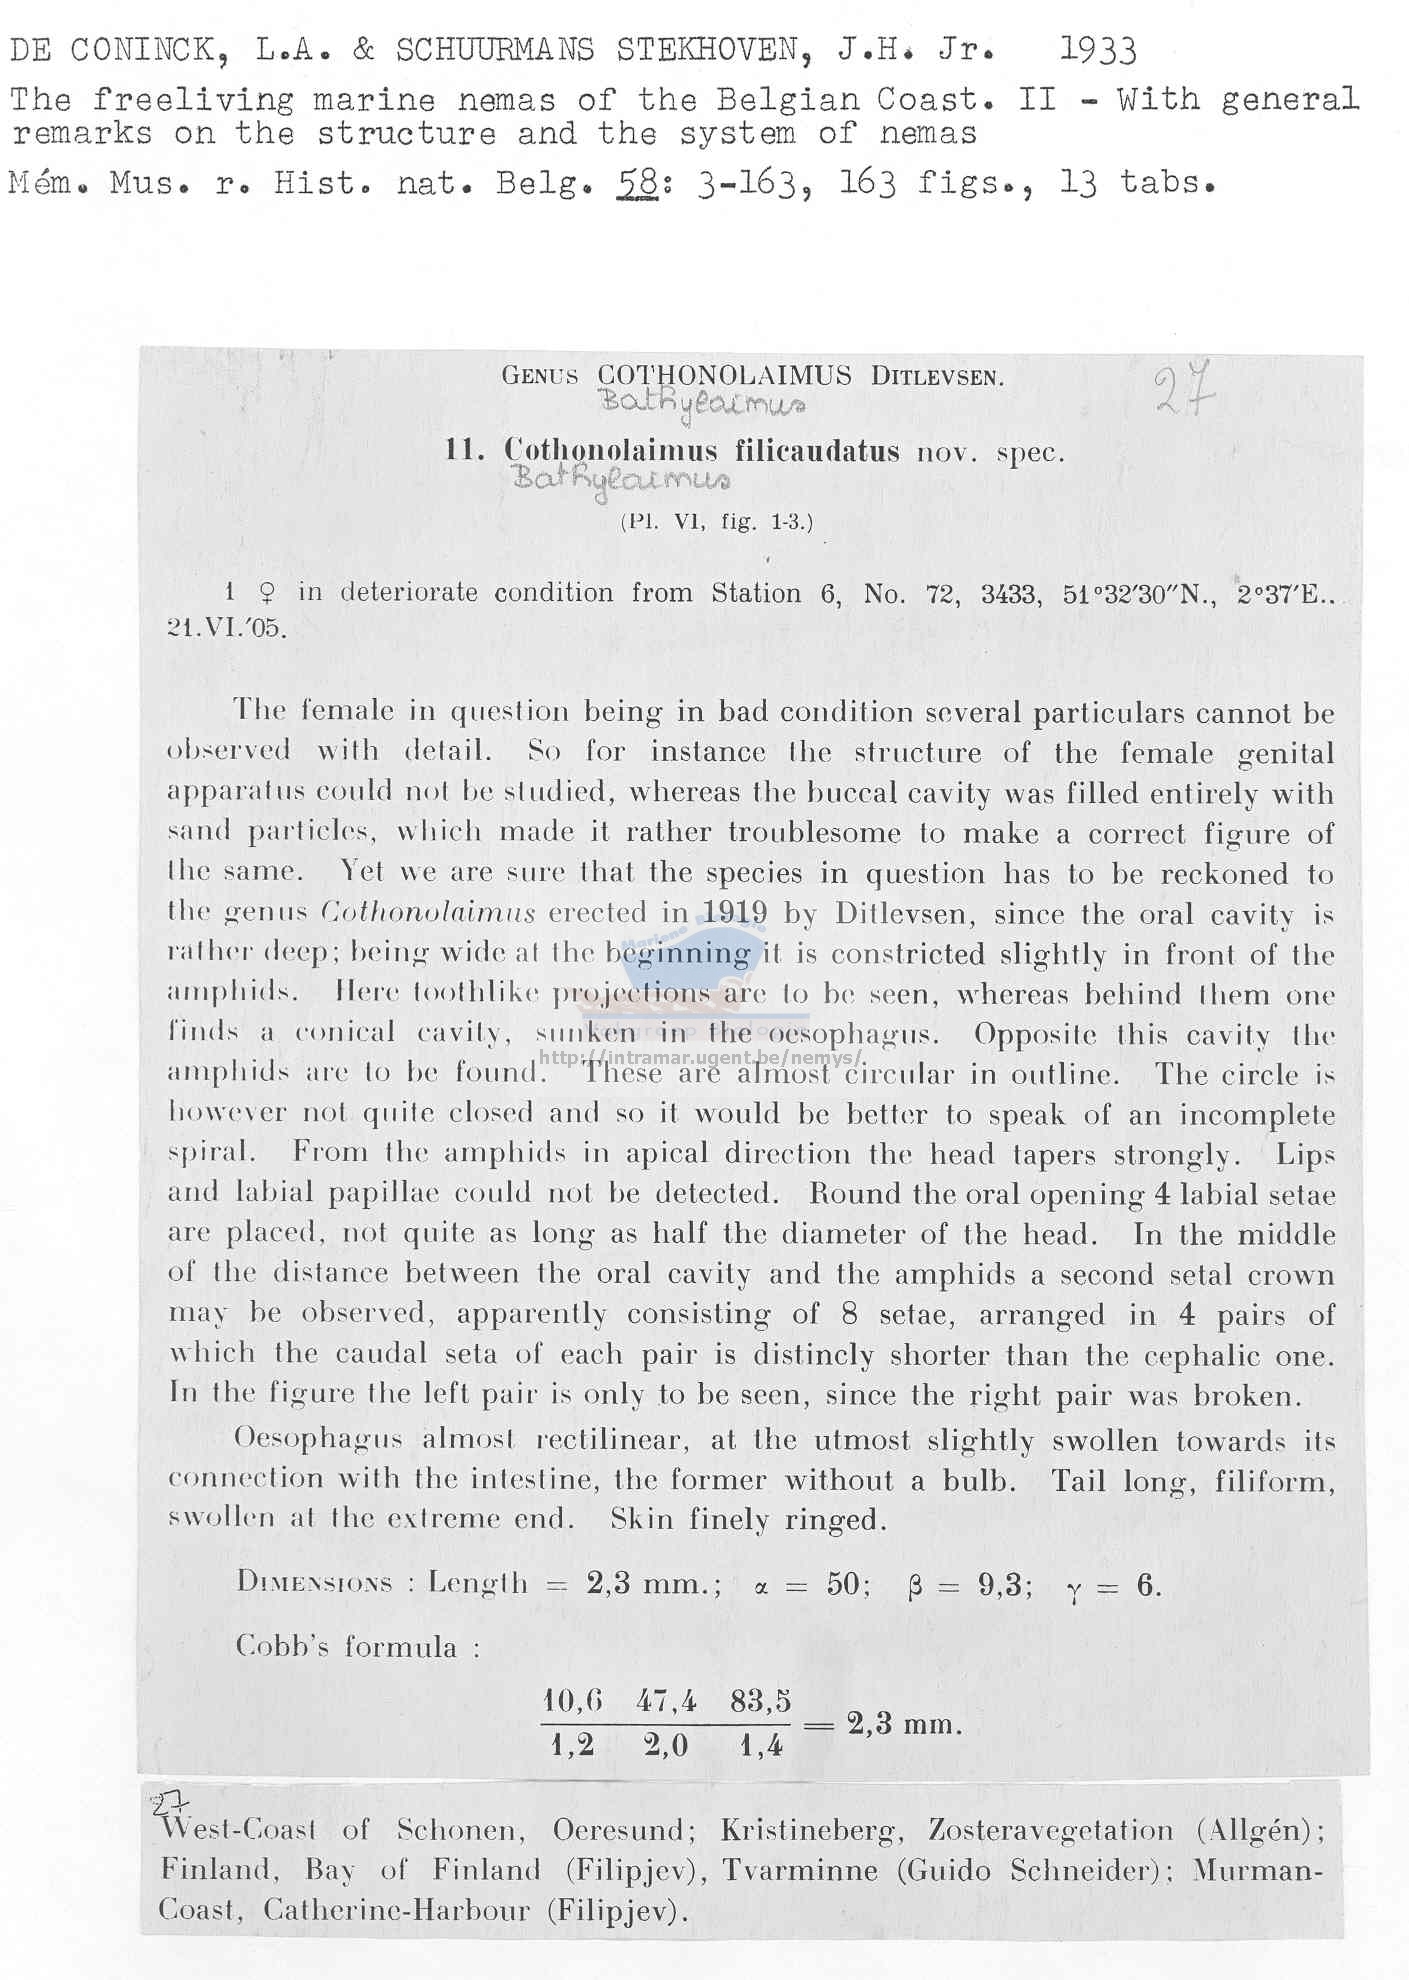 DE CONINCK, L.A. & SCHUURMANS STEKHOVEN, J.H. Jr. 1933
The freeliving marine nemas of the Belgian Coast. II - With general
remarks on the structure and the system of nemas
Mém. Mus. r. Hist. nat. Belg. 58: 3-163, 163 figs., 13 tabs.
GENUS COTHONOLAIMUS DITLEVSEN.
Bathylaimus
27
11. Cothonolaimus filicaudatus nov. spec.
Bathylaimus
(Pl. VI, fig. 1-3.)
1 ♀ in deteriorate condition from Station 6, No. 72, 3433, 51°32′30″N., 2°37′E..
21.VI.′05.
The female in question being in bad condition several particulars cannot be
observed with detail. So for instance the structure of the female genital
apparatus could not be studied, whereas the buccal cavity was filled entirely with
sand particles, which made it rather troublesome to make a correct figure of
the same. Yet we are sure that the species in question has to be reckoned to
the genus Cothonolaimus erected in 1919 by Ditlevsen, since the oral cavity is
rather deep; being wide at the beginning it is constricted slightly in front of the
amphids. Here toothlike projections are to be seen, whereas behind them one
finds a conical cavity, sunken in the oesophagus. Opposite this cavity the
http://intramar.ugent.be/nemys/
amphids are to be found. These are almost circular in outline. The circle is
however not quite closed and so it would be better to speak of an incomplete
spiral. From the amphids in apical direction the head tapers strongly. Lips
and labial papillae could not be detected. Round the oral opening 4 labial setae
are placed, not quite as long as half the diameter of the head. In the middle
of the distance between the oral cavity and the amphids a second setal crown
may be observed, apparently consisting of 8 setae, arranged in 4 pairs of
which the caudal seta of each pair is distincly shorter than the cephalic one.
In the figure the left pair is only to be seen, since the right pair was broken.
Oesophagus almost rectilinear, at the utmost slightly swollen towards its
connection with the intestine, the former without a bulb. Tail long, filiform,
swollen at the extreme end. Skin finely ringed.
DIMENSIONS : Length = 2,3 mm.; α = 50; β = 9,3; γ = 6.
Cobb's formula :
10,6 47,4 83,5
= 2,3 mm.
1,2 2,0 1,4
27
West-Coast of Schonen, Oeresund; Kristineberg, Zosteravegetation (Allgén);
Finland, Bay of Finland (Filipjev), Tvarminne (Guido Schneider); Murman-
Coast, Catherine-Harbour (Filipjev).